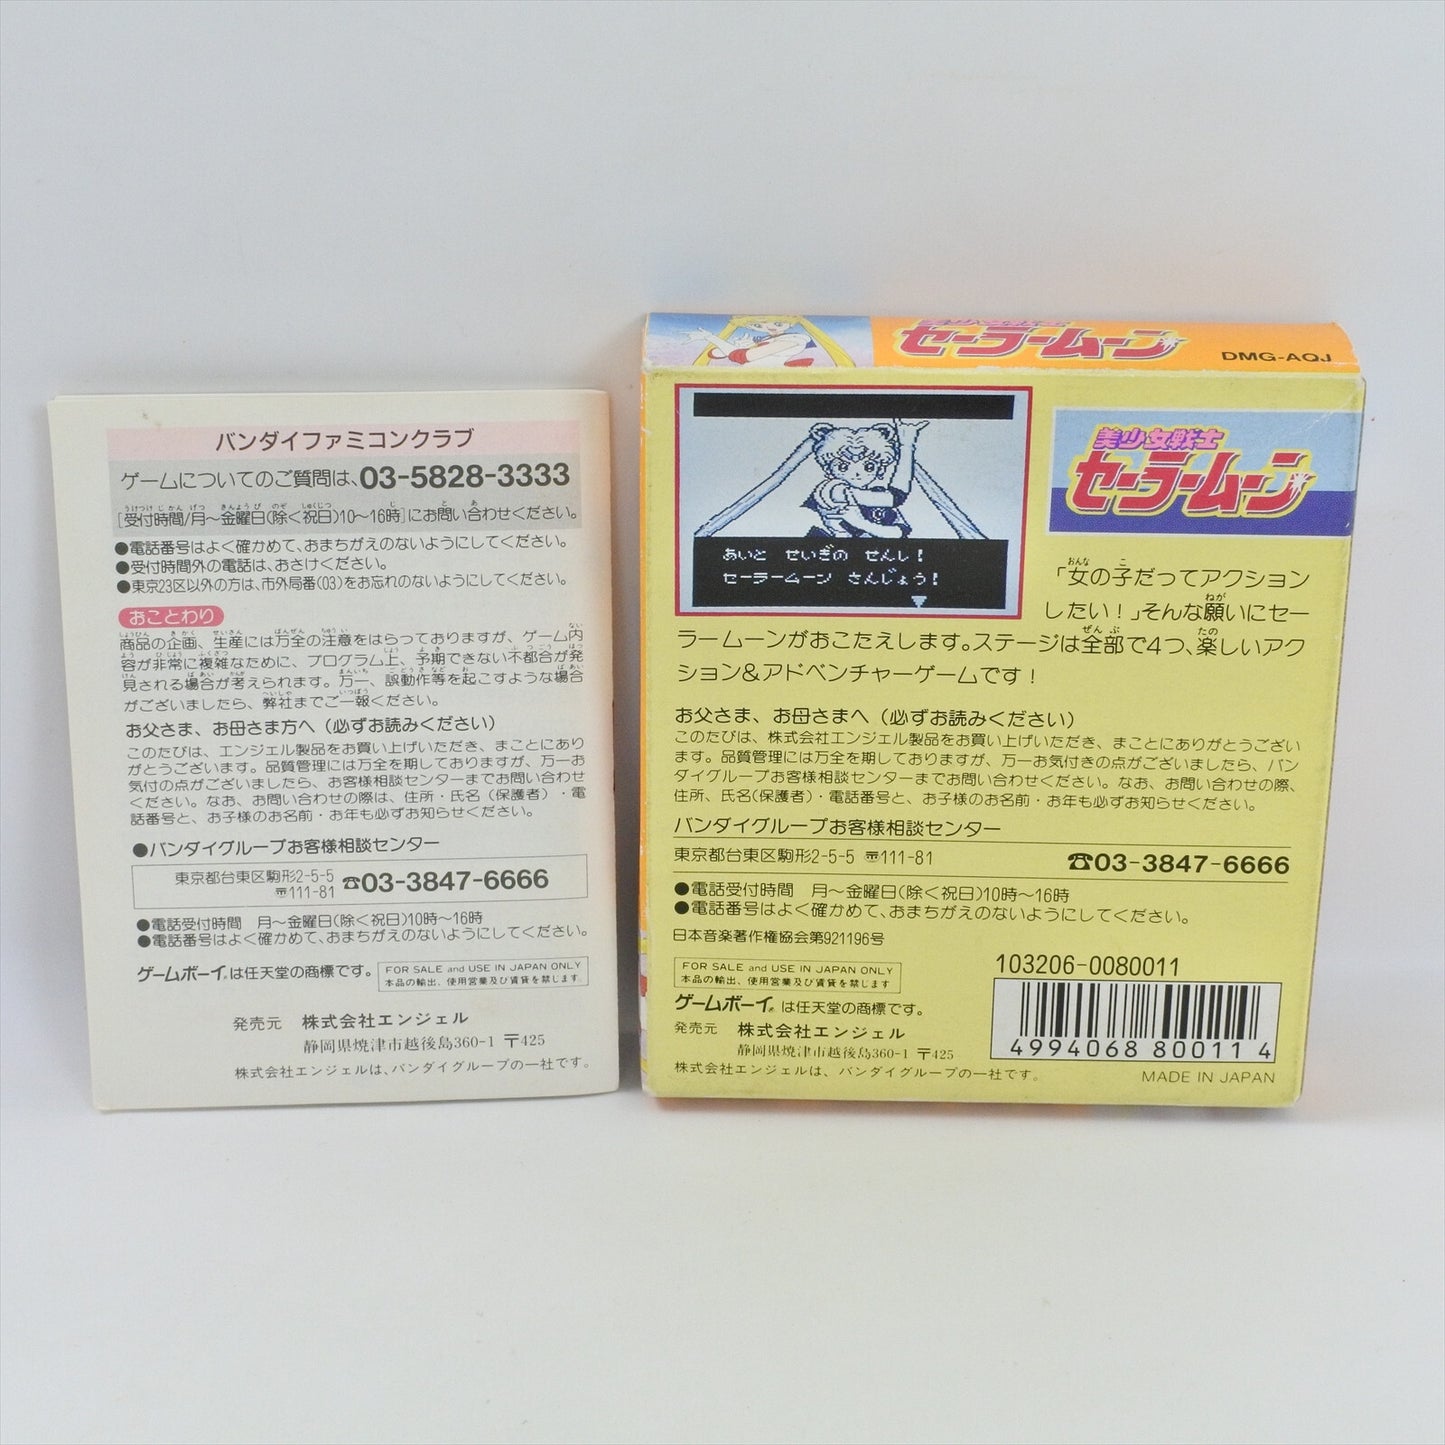 バンダイファミコンクラブ
ゲームについてのご質問は、03-5828-3333
[受付時間/月〜金曜日(除く祝日)10〜16時]にお問い合わせください。
●電話番号はよく確かめて、おまちがえのないようにしてください。
●受付時間外の電話は、おさけください。
●東京23区以外の方は、市外局番(03)をお忘れのないようにしてください。
おことわり
商品の企画、生産には万全の注意をはらっておりますが、ゲーム内
容が非常に複雑なために、プログラム上、予期できない不都合が発
見される場合が考えられます。万一、誤動作等を起こすような場合
がございましたら、弊社までご一報ください。
お父さま、お母さま方へ(必ずお読みください)
このたびは、エンジェル製品をお買い上げいただき、まことにあり
がとうございます。品質管理には万全を期しておりますが、万一お
気付の点がございましたら、お客様相談センターまでお問い合わせ
ください。なお、お問い合わせの際は、住所・氏名(保護者)・電
話番号と、お子様のお名前・お年も必ずお知らせください。
●バンダイグループお客様相談センター
東京都台東区駒形2-5-5
〠111-81 ☎03-3847-6666
●電話受付時間 月〜金曜日(除く祝日)10時〜16時
●電話番号はよく確かめて、おまちがえのないようにしてください。
ゲームボーイは任天堂の商標です。
FOR SALE and USE IN JAPAN ONLY
本品の輸出、使用営業及び賃貸を禁じます。
発売元 株式会社エンジェル
静岡県焼津市越後島360-1 〒425
株式会社エンジェルは、バンダイグループの一社です。
美少女戦士
セーラームーン
DMG-AQJ
あいと せいぎの せんし!
セーラームーン さんじょう!
美少女戦士
セーラームーン
「女の子だってアクション
したい!」そんな願いにセー
ラームーンがおこたえします。ステージは全部で4つ、楽しいアク
ション&アドベンチャーゲームです!
お父さま、お母さまへ(必ずお読みください)
このたびは、株式会社エンジェル製品をお買い上げいただき、まことにありがとうござい
ます。品質管理には万全を期しておりますが、万一お気付きの点がございましたら、バン
ダイグループお客様相談センターまでお問い合わせください。なお、お問い合わせの際、
住所、氏名(保護者)・電話番号と、お子様のお名前・お年も必ずお知らせください。
バンダイグループお客様相談センター
東京都台東区駒形2-5-5 〠111-81 ☎03-3847-6666
●電話受付時間 月〜金曜日(除く祝日)10時〜16時
●電話番号はよく確かめて、おまちがえのないようにしてください。
日本音楽著作権協会第921196号
FOR SALE and USE IN JAPAN ONLY
本品の輸出、使用営業及び賃貸を禁じます
ゲームボーイは任天堂の商標です。
発売元 株式会社エンジェル
静岡県焼津市越後島360-1 〒425
株式会社エンジェルは、バンダイグループの一社です。
103206-0080011
4994068 80011 4
MADE IN JAPAN